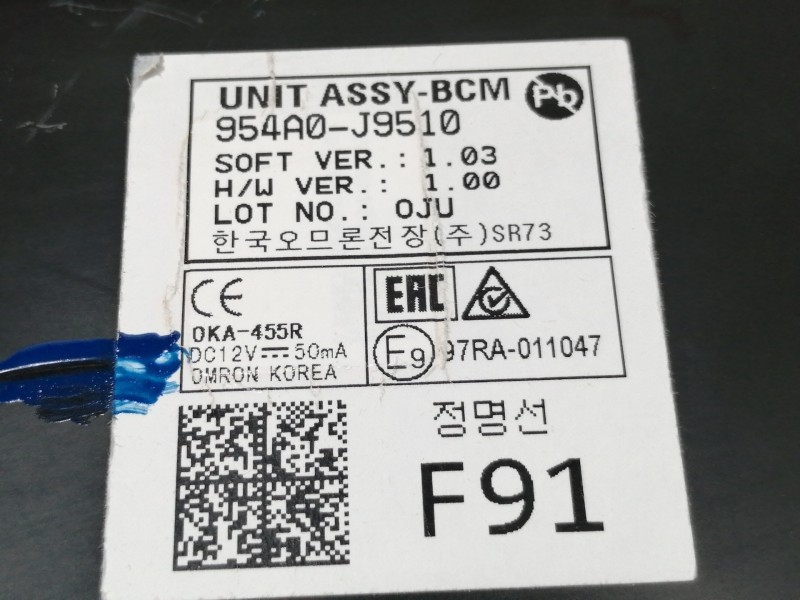 UNIT ASSY-BCM
Pb
954A0-J9510
SOFT VER.: 1.03
H/W VER.: 1.00
LOT NO.: OJU
한국오므론전장(주)SR73
CE
OKA-455R
DC12V⎓50mA
OMRON KOREA
EAC
E9 97RA-011047
정명선
F91